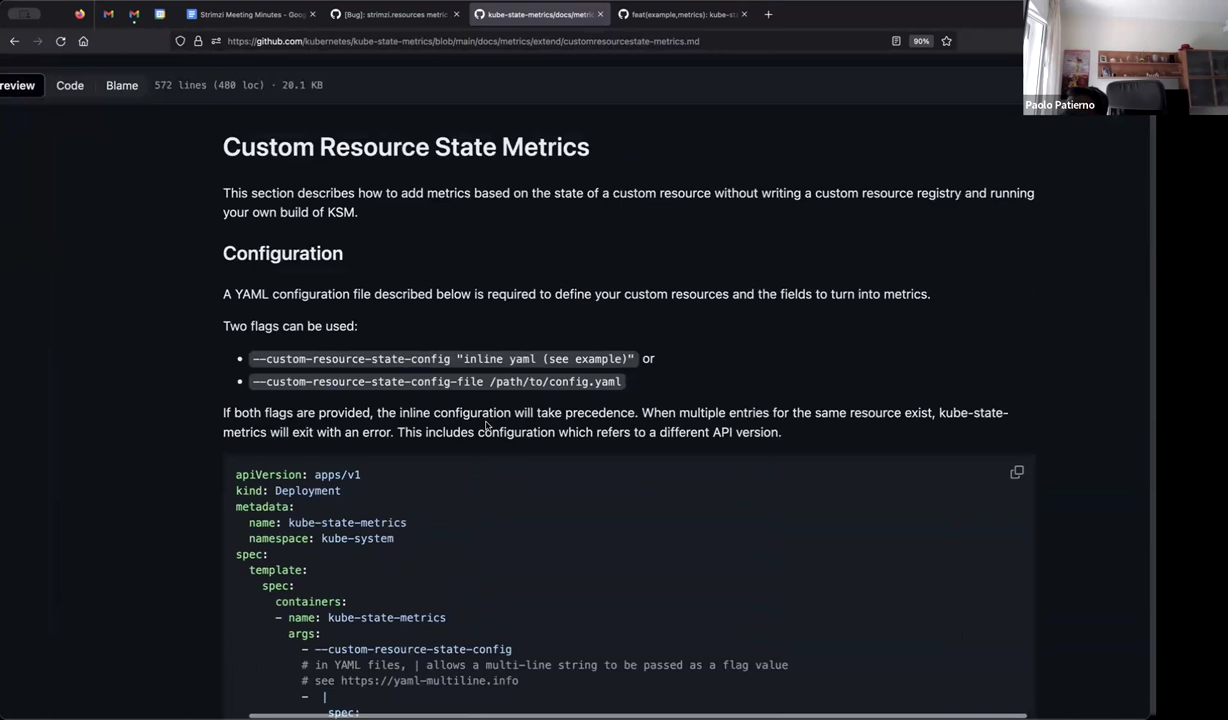 Strimzi Meeting Minutes - Goog
[Bug]: strimzi.resources metric
kube-state-metrics/docs/metri
feat(example,metrics): kube-st
https://github.com/kubernetes/kube-state-metrics/blob/main/docs/metrics/extend/customresourcestate-metrics.md
90%
Paolo Patierno
review
Code
Blame
572 lines (480 loc) · 20.1 KB
Custom Resource State Metrics
This section describes how to add metrics based on the state of a custom resource without writing a custom resource registry and running
your own build of KSM.
Configuration
A YAML configuration file described below is required to define your custom resources and the fields to turn into metrics.
Two flags can be used:
--custom-resource-state-config "inline yaml (see example)" or
--custom-resource-state-config-file /path/to/config.yaml
If both flags are provided, the inline configuration will take precedence. When multiple entries for the same resource exist, kube-state-
metrics will exit with an error. This includes configuration which refers to a different API version.
apiVersion: apps/v1
kind: Deployment
metadata:
name: kube-state-metrics
namespace: kube-system
spec:
template:
spec:
containers:
- name: kube-state-metrics
args:
- --custom-resource-state-config
# in YAML files, | allows a multi-line string to be passed as a flag value
# see https://yaml-multiline.info
- |
spec: